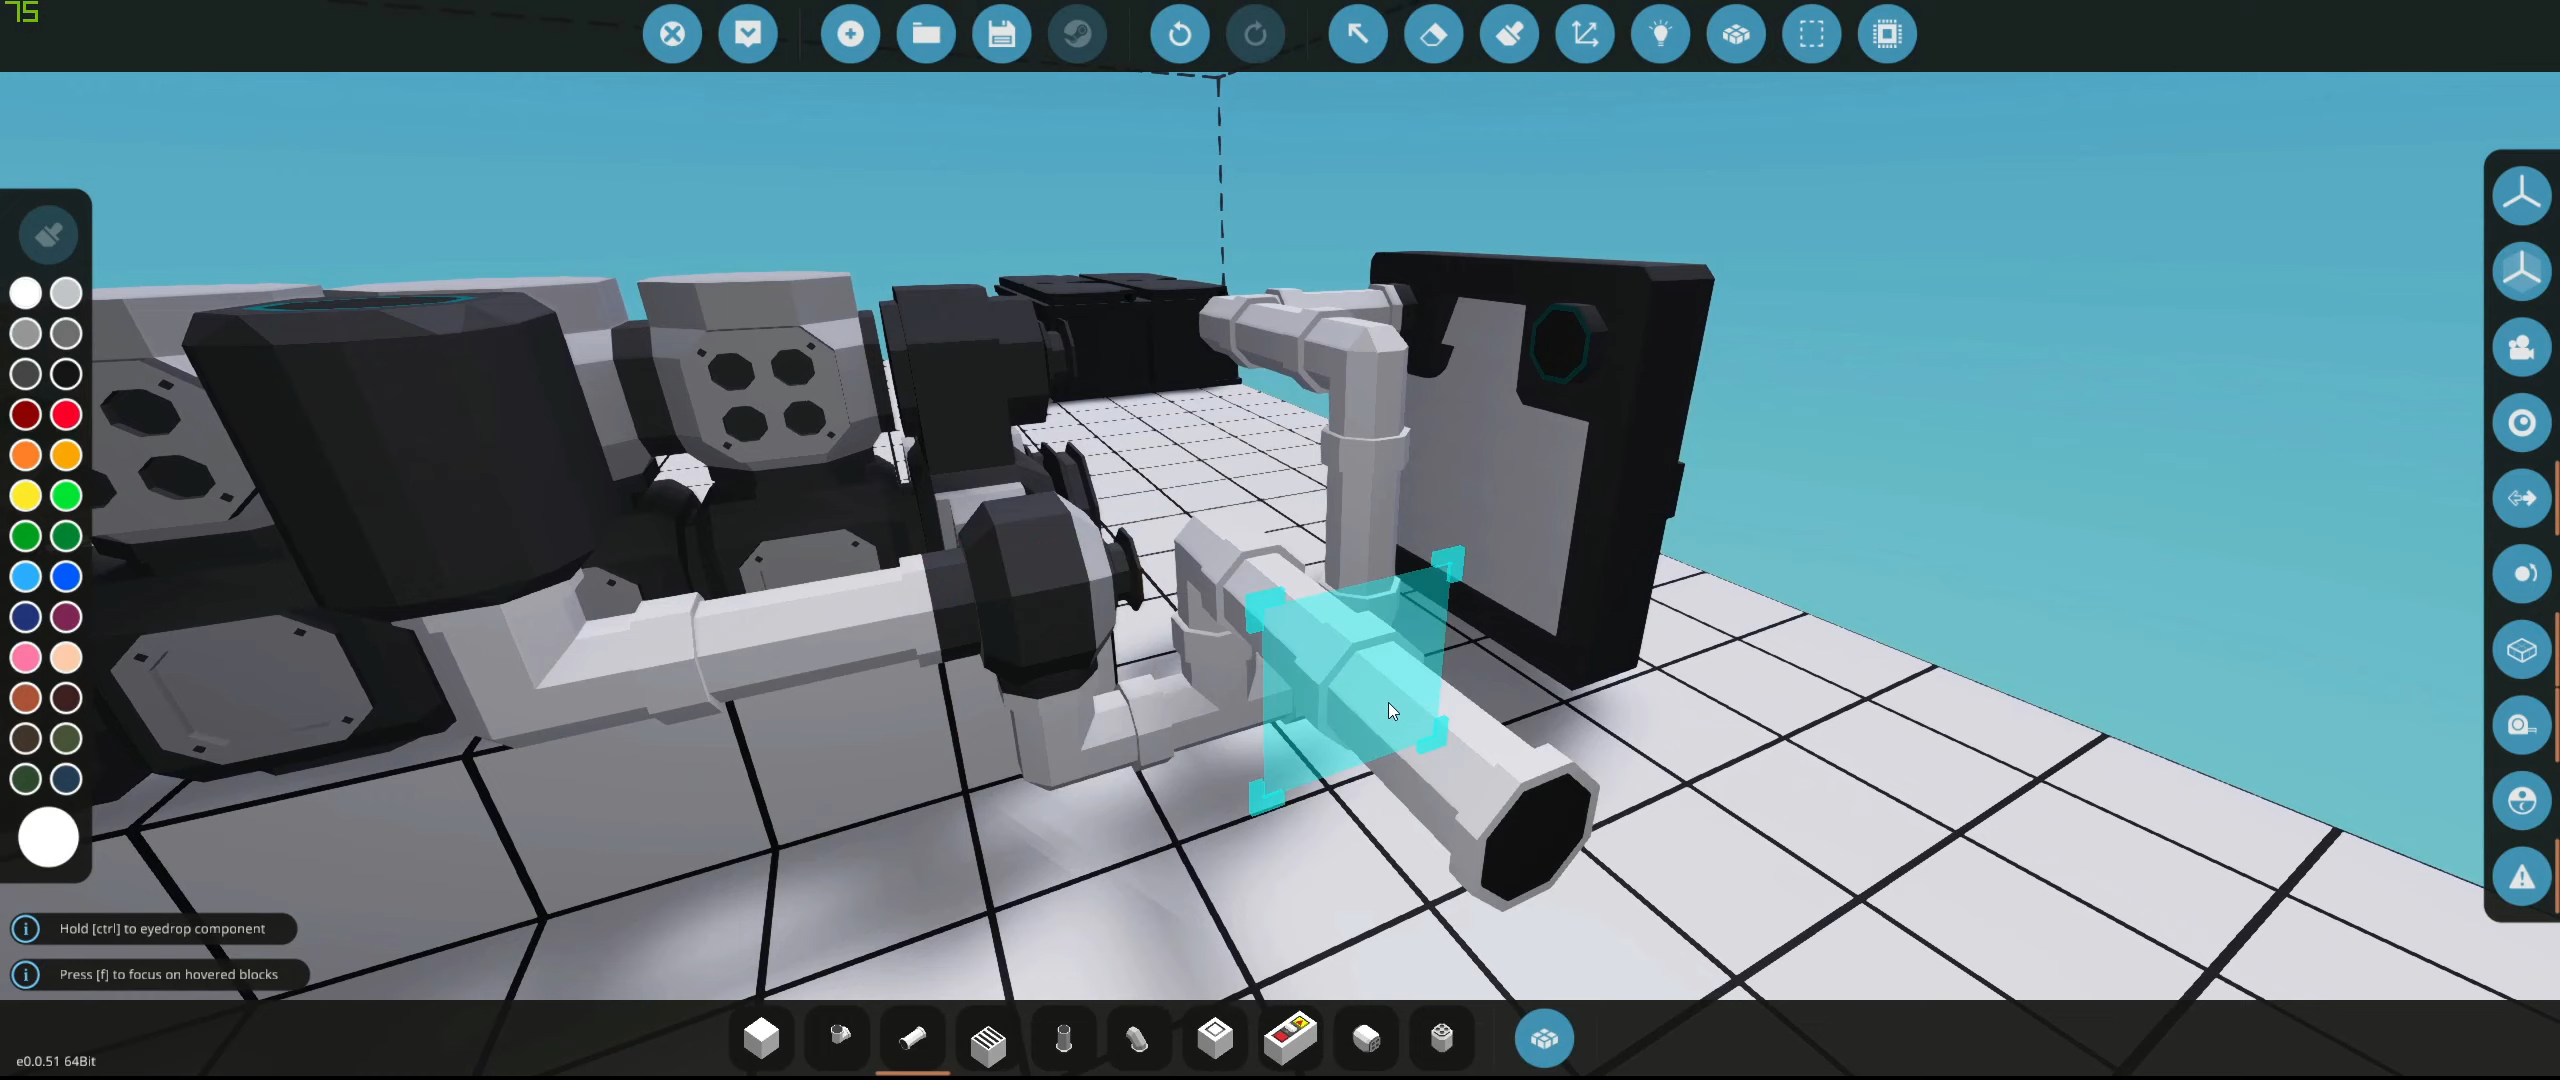 75
Hold [ctrl] to eyedrop component
Press [f] to focus on hovered blocks
e0.0.51 64Bit